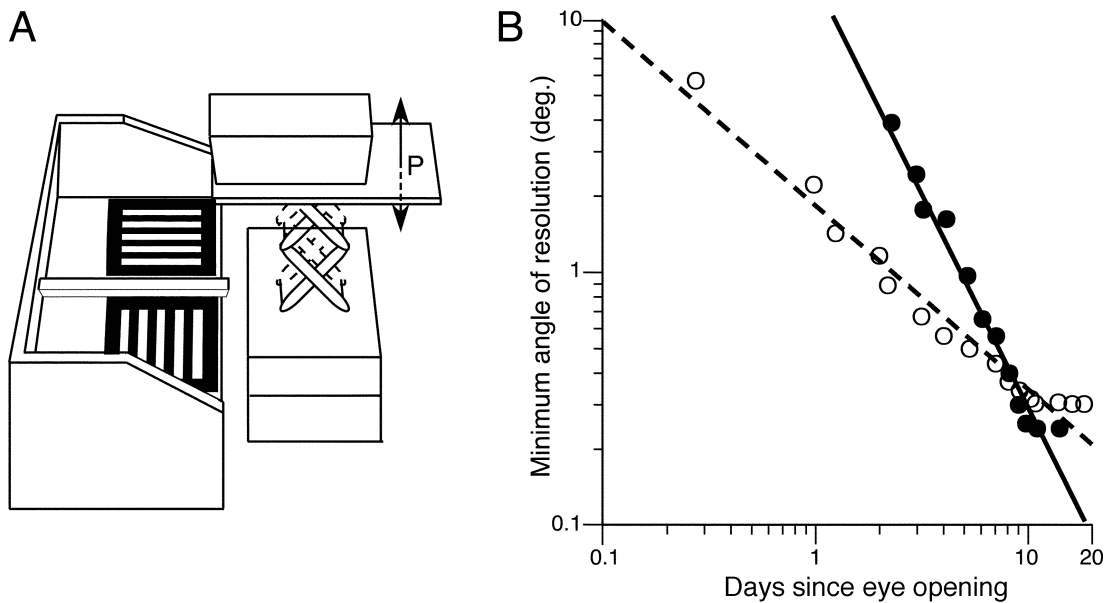 A
B
P
Minimum angle of resolution (deg.)
10
1
0.1
0.1
1
10
20
Days since eye opening